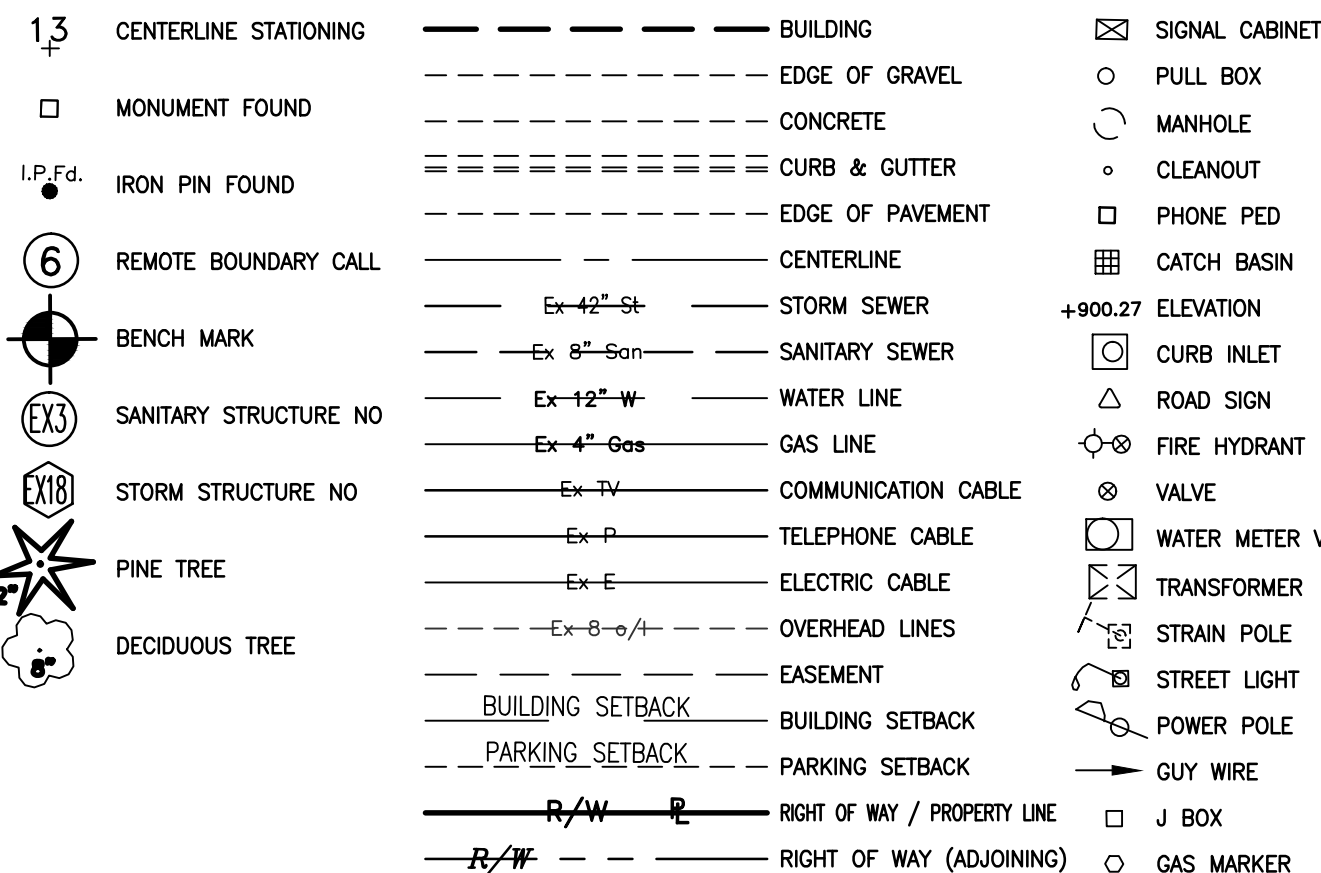 13 CENTERLINE STATIONING
MONUMENT FOUND
I.P.Fd. IRON PIN FOUND
6 REMOTE BOUNDARY CALL
BENCH MARK
EX3 SANITARY STRUCTURE NO
EX18 STORM STRUCTURE NO
2" PINE TREE
8" DECIDUOUS TREE
BUILDING
EDGE OF GRAVEL
CONCRETE
CURB & GUTTER
EDGE OF PAVEMENT
CENTERLINE
Ex 42" St STORM SEWER
Ex 8" San SANITARY SEWER
Ex 12" W WATER LINE
Ex 4" Gas GAS LINE
Ex TV COMMUNICATION CABLE
Ex P TELEPHONE CABLE
Ex E ELECTRIC CABLE
Ex 8 OVERHEAD LINES
EASEMENT
BUILDING SETBACK BUILDING SETBACK
PARKING SETBACK PARKING SETBACK
R/W PL RIGHT OF WAY / PROPERTY LINE
R/W RIGHT OF WAY (ADJOINING)
SIGNAL CABINET
PULL BOX
MANHOLE
CLEANOUT
PHONE PED
CATCH BASIN
+900.27 ELEVATION
CURB INLET
ROAD SIGN
FIRE HYDRANT
VALVE
WATER METER V
TRANSFORMER
STRAIN POLE
STREET LIGHT
POWER POLE
GUY WIRE
J BOX
GAS MARKER